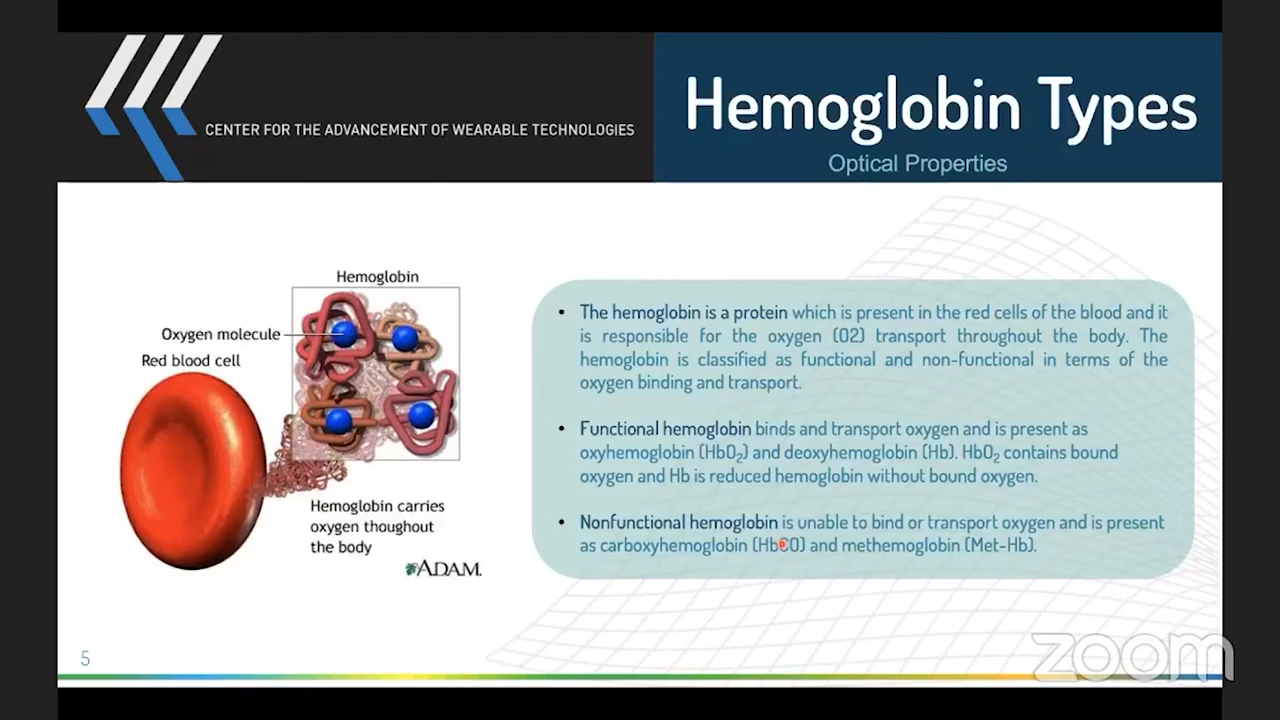 CENTER FOR THE ADVANCEMENT OF WEARABLE TECHNOLOGIES
Hemoglobin Types
Optical Properties
Hemoglobin
Oxygen molecule
Red blood cell
Hemoglobin carries
oxygen thoughout
the body
ADAM.
• The hemoglobin is a protein which is present in the red cells of the blood and it
is responsible for the oxygen (O2) transport throughout the body. The
hemoglobin is classified as functional and non-functional in terms of the
oxygen binding and transport.
• Functional hemoglobin binds and transport oxygen and is present as
oxyhemoglobin (HbO₂) and deoxyhemoglobin (Hb). HbO₂ contains bound
oxygen and Hb is reduced hemoglobin without bound oxygen.
• Nonfunctional hemoglobin is unable to bind or transport oxygen and is present
as carboxyhemoglobin (HbCO) and methemoglobin (Met-Hb).
5
zoom